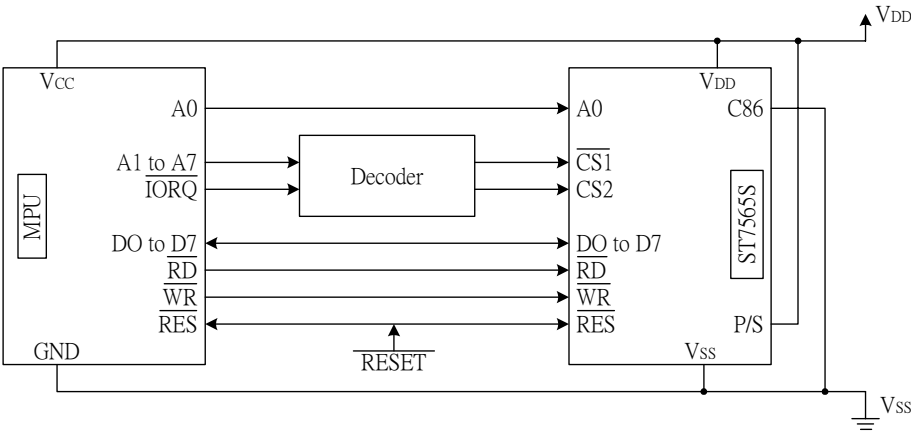 VDD
VCC
VDD
A0
A0
C86
A1 to A7
Decoder
CS1
IORQ
CS2
MPU
ST7565S
DO to D7
DO to D7
RD
RD
WR
WR
RES
RES
P/S
RESET
GND
VSS
VSS